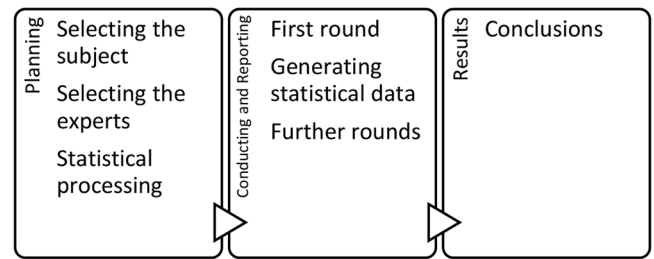 Planning
Selecting the
subject
Selecting the
experts
Statistical
processing
Conducting and Reporting
First round
Generating
statistical data
Further rounds
Results
Conclusions